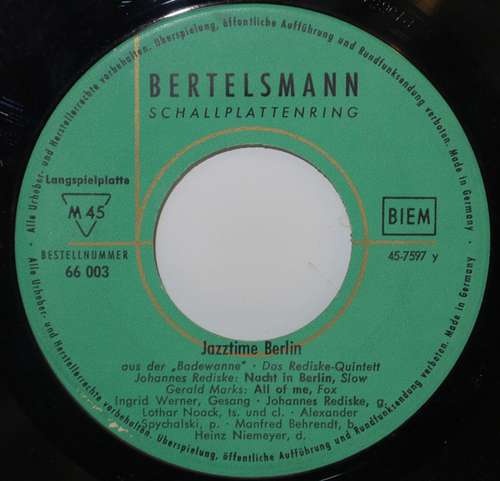 BERTELSMANN
SCHALLPLATTENRING
Langspielplatte
M 45
BIEM
BESTELLNUMMER
66 003
45-7597 y
Jazztime Berlin
aus der „Badewanne" · Das Rediske-Quintett
Johannes Rediske: Nacht in Berlin, Slow
Gerald Marks: All of me, Fox
Ingrid Werner, Gesang · Johannes Rediske, g.
Lothar Noack, ts. und cl. · Alexander
Spychalski, p. · Manfred Behrendt, b.
Heinz Niemeyer, d.
· Alle Urheber- und Herstellerrechte vorbehalten. Überspielung, öffentliche Aufführung und Rundfunksendung verboten. Made in Germany.
Alle Urheber- und Herstellerrechte vorbehalten. Überspielung, öffentliche Aufführung und Rundfunksendung verboten. Made in Germany ·